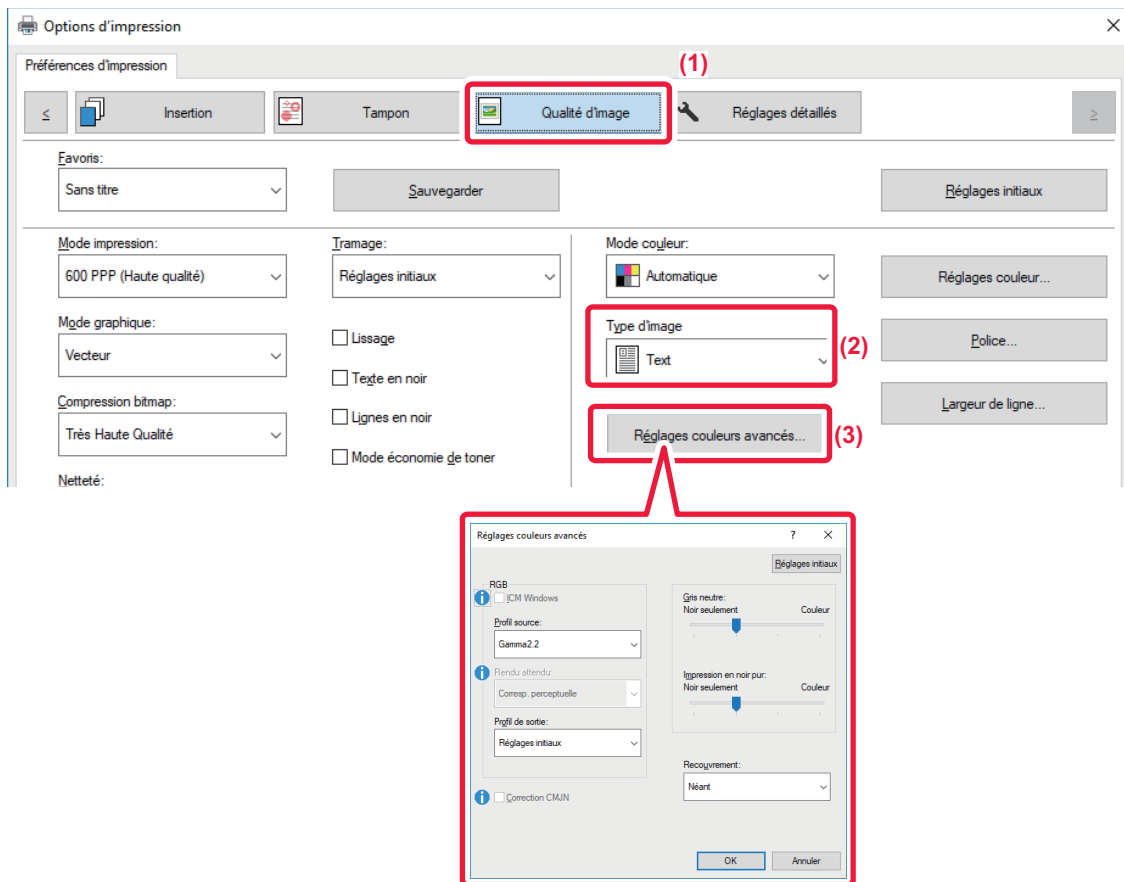 Options d'impression
Préférences d'impression
(1)
<
Insertion
Tampon
Qualité d'image
Réglages détaillés
>
Favoris:
Sans titre
Sauvegarder
Réglages initiaux
Mode impression:
600 PPP (Haute qualité)
Tramage:
Réglages initiaux
Mode couleur:
Automatique
Réglages couleur...
Mode graphique:
Vecteur
Lissage
Texte en noir
Type d'image
Text
(2)
Police...
Compression bitmap:
Très Haute Qualité
Lignes en noir
Mode économie de toner
Réglages couleurs avancés...
(3)
Largeur de ligne...
Netteté:
Réglages couleurs avancés
?
Réglages initiaux
RGB
ICM Windows
Profil source:
Gamma2.2
Rendu attendu:
Corresp. perceptuelle
Profil de sortie:
Réglages initiaux
Correction CMJN
Gris neutre:
Noir seulement Couleur
Impression en noir pur:
Noir seulement Couleur
Recouvrement:
Néant
OK
Annuler